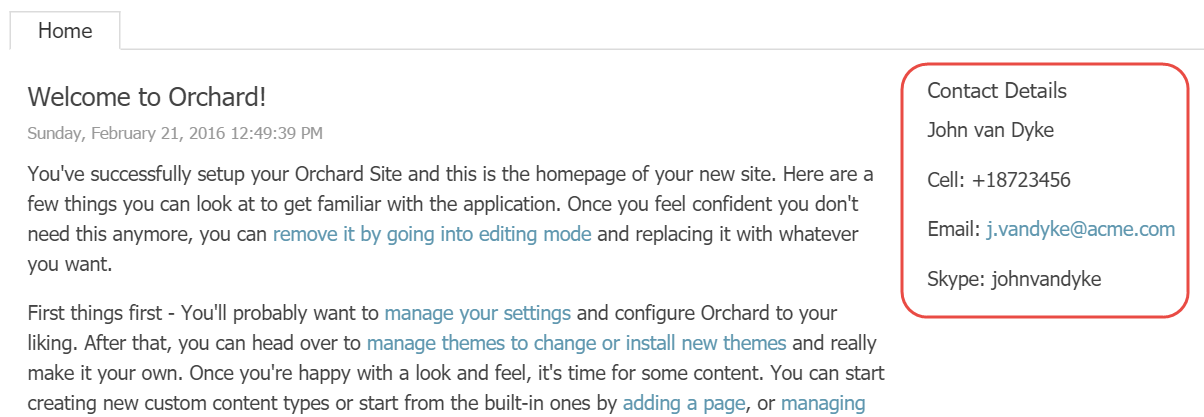 Home
Welcome to Orchard!
Sunday, February 21, 2016 12:49:39 PM
You've successfully setup your Orchard Site and this is the homepage of your new site. Here are a
few things you can look at to get familiar with the application. Once you feel confident you don't
need this anymore, you can remove it by going into editing mode and replacing it with whatever
you want.
First things first - You'll probably want to manage your settings and configure Orchard to your
liking. After that, you can head over to manage themes to change or install new themes and really
make it your own. Once you're happy with a look and feel, it's time for some content. You can start
creating new custom content types or start from the built-in ones by adding a page, or managing
Contact Details
John van Dyke
Cell: +18723456
Email: j.vandyke@acme.com
Skype: johnvandyke